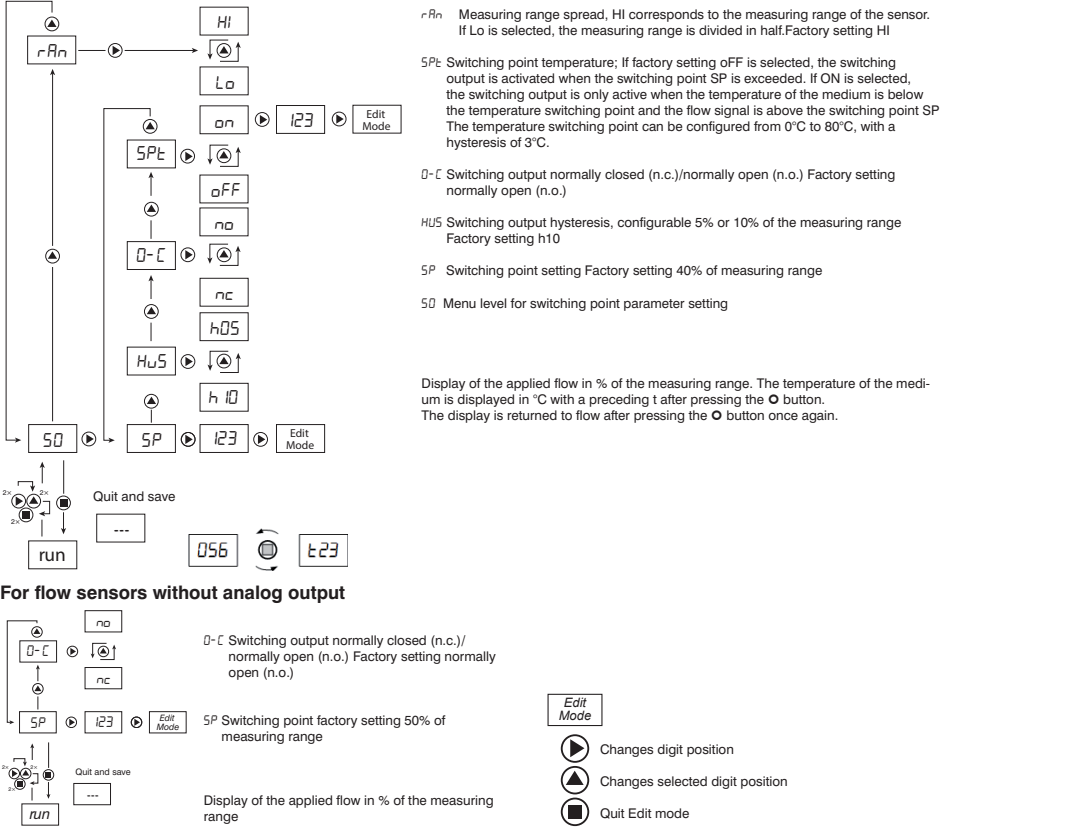 HI
rAn
Lo
on
123
Edit
Mode
SPt
oFF
no
O-C
nc
h05
HuS
h 10
SO
SP
123
Edit
Mode
2x
2x
2x
Quit and save
---
run
056
t23
rAn Measuring range spread, HI corresponds to the measuring range of the sensor.
If Lo is selected, the measuring range is divided in half.Factory setting HI
SPt Switching point temperature; If factory setting oFF is selected, the switching
output is activated when the switching point SP is exceeded. If ON is selected,
the switching output is only active when the temperature of the medium is below
the temperature switching point and the flow signal is above the switching point SP
The temperature switching point can be configured from 0°C to 80°C, with a
hysteresis of 3°C.
O-C Switching output normally closed (n.c.)/normally open (n.o.) Factory setting
normally open (n.o.)
HUS Switching output hysteresis, configurable 5% or 10% of the measuring range
Factory setting h10
SP Switching point setting Factory setting 40% of measuring range
SO Menu level for switching point parameter setting
Display of the applied flow in % of the measuring range. The temperature of the medi-
um is displayed in °C with a preceding t after pressing the O button.
The display is returned to flow after pressing the O button once again.
For flow sensors without analog output
no
O-C
nc
SP
123
Edit
Mode
2x
2x
2x
Quit and save
---
run
O-C Switching output normally closed (n.c.)/
normally open (n.o.) Factory setting normally
open (n.o.)
SP Switching point factory setting 50% of
measuring range
Display of the applied flow in % of the measuring
range
Edit
Mode
Changes digit position
Changes selected digit position
Quit Edit mode